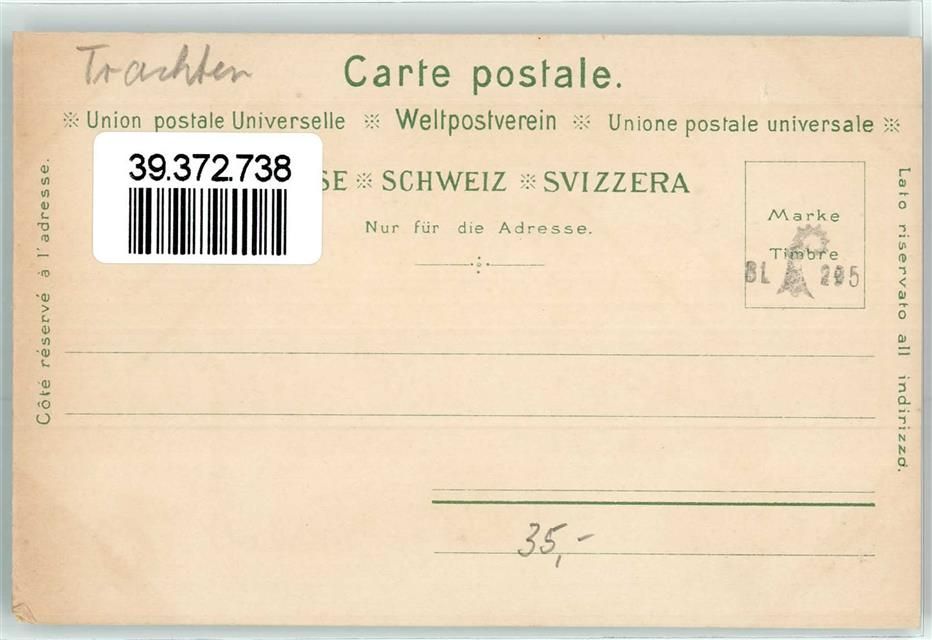 Trachten
Carte postale.
Union postale Universelle ፨ Weltpostverein ፨ Unione postale universale
39.372.738
SE ፨ SCHWEIZ ፨ SVIZZERA
Nur für die Adresse.
Marke
Timbre
BL 295
Côté réservé à l'adresse.
Lato riservato all indirizzo.
35,-